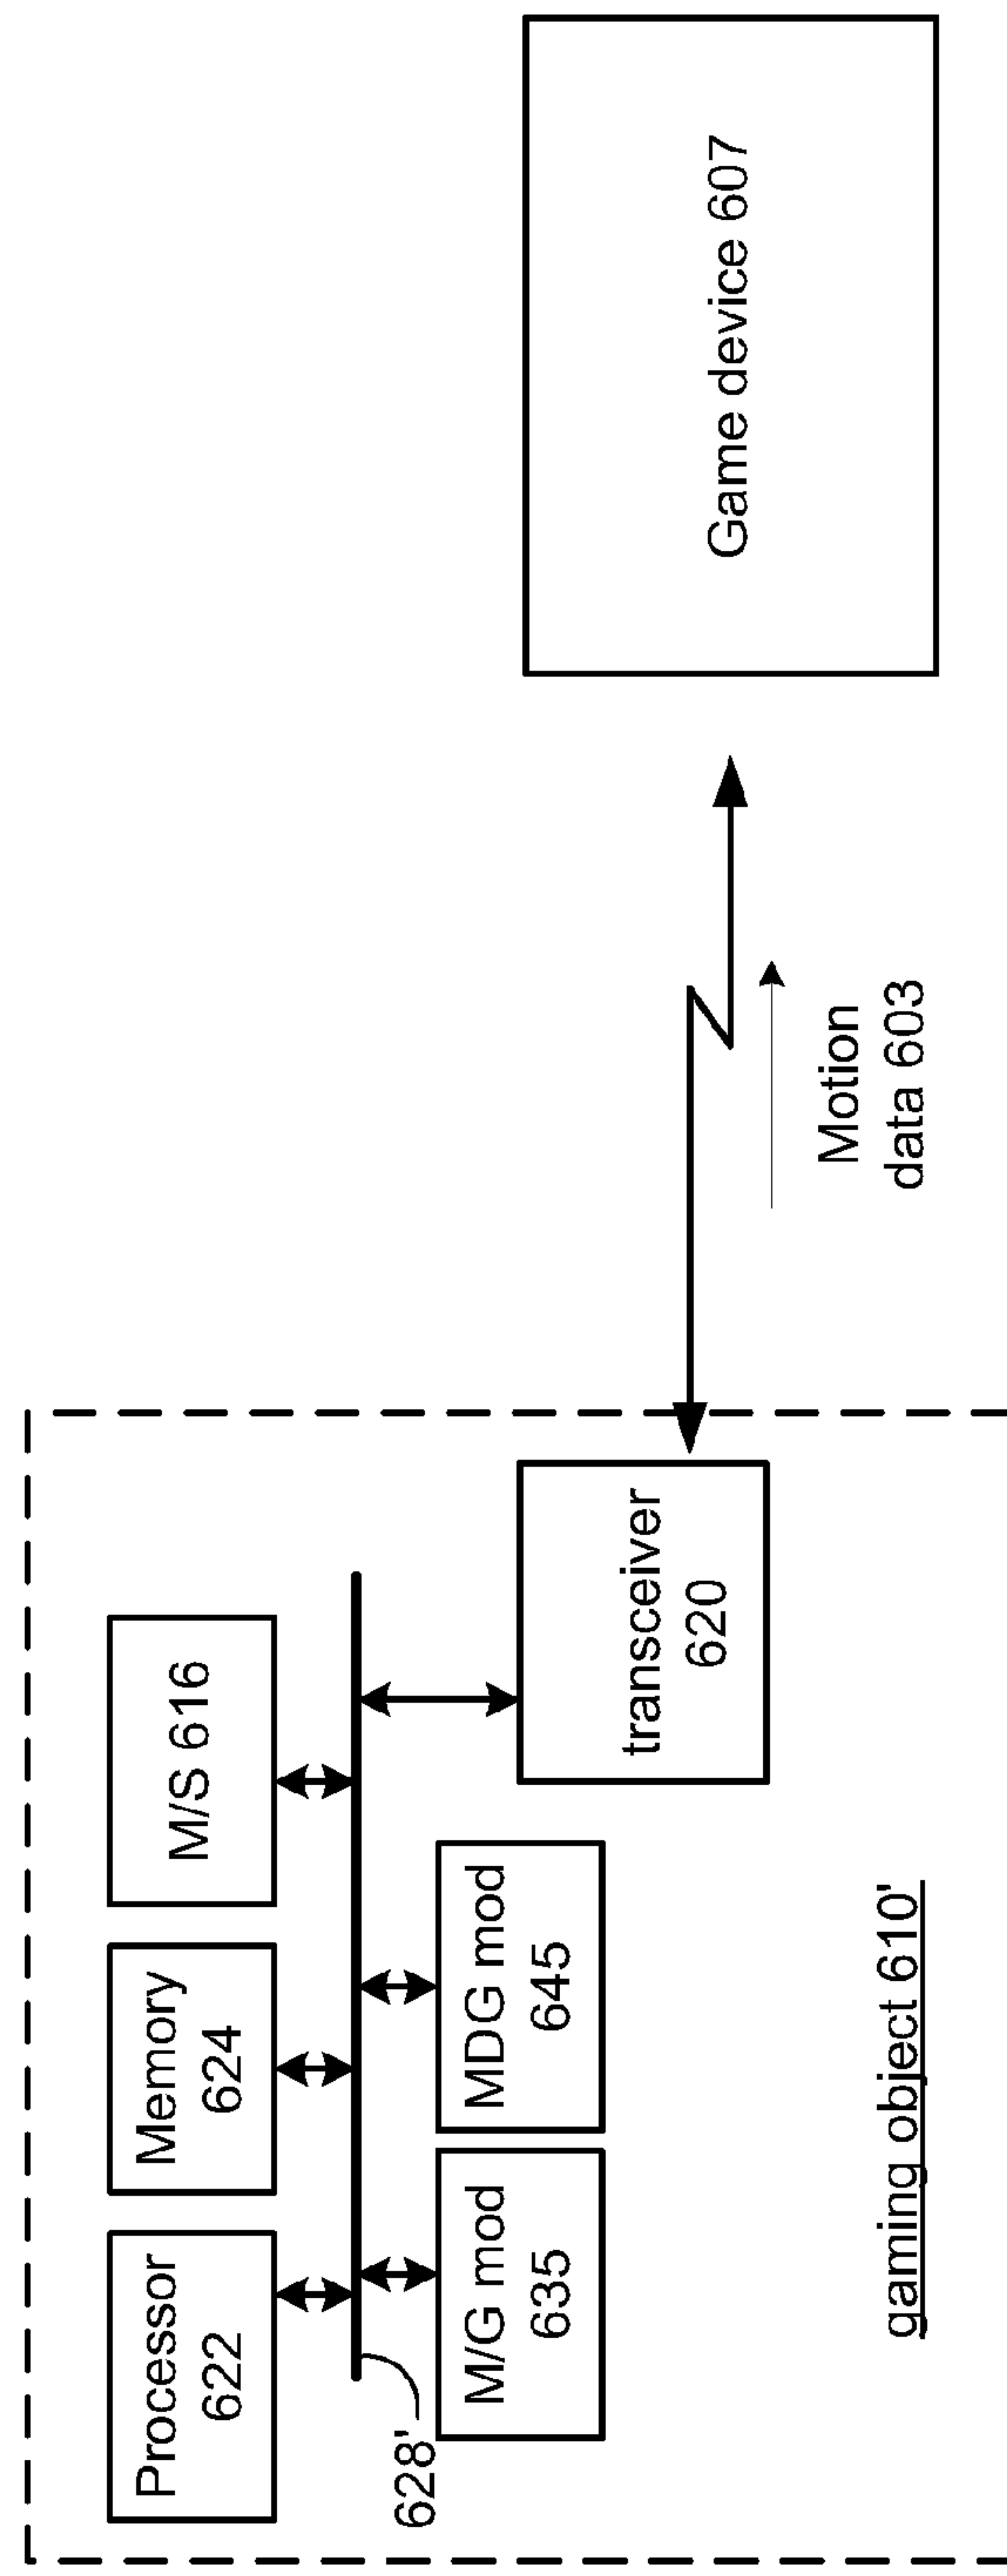 Processor
622
Memory
624
M/S 616
628'
M/G mod
635
MDG mod
645
transceiver
620
gaming object 610'
Motion
data 603
Game device 607